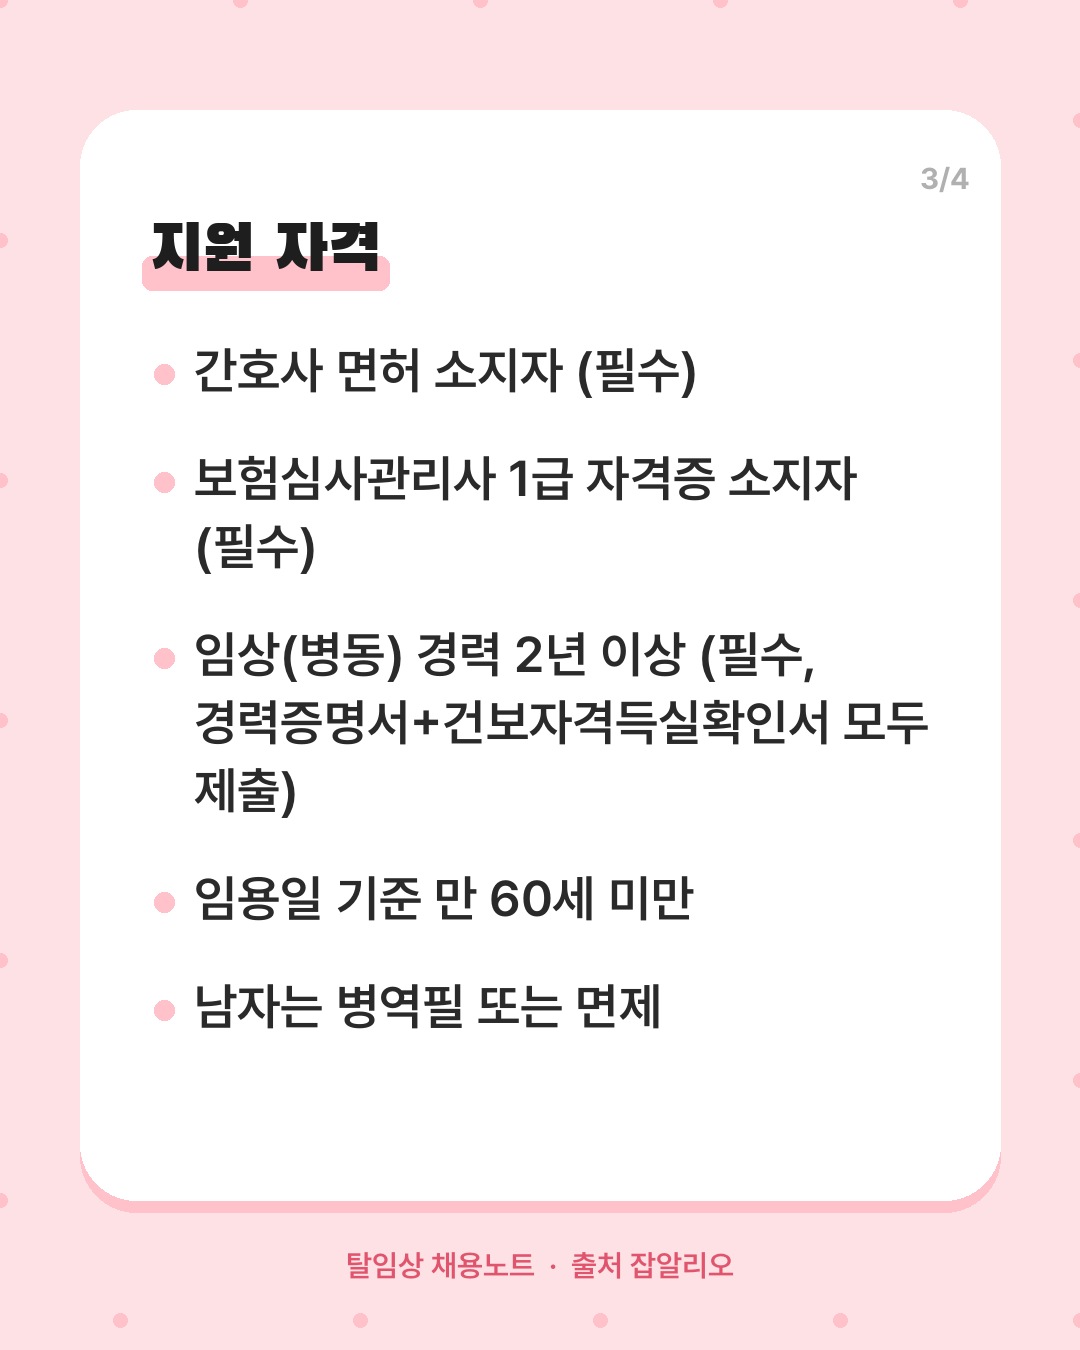 3/4
지원 자격
간호사 면허 소지자 (필수)
보험심사관리사 1급 자격증 소지자
(필수)
임상(병동) 경력 2년 이상 (필수,
경력증명서+건보자격득실확인서 모두
제출)
임용일 기준 만 60세 미만
남자는 병역필 또는 면제
탈임상 채용노트 · 출처 잡알리오